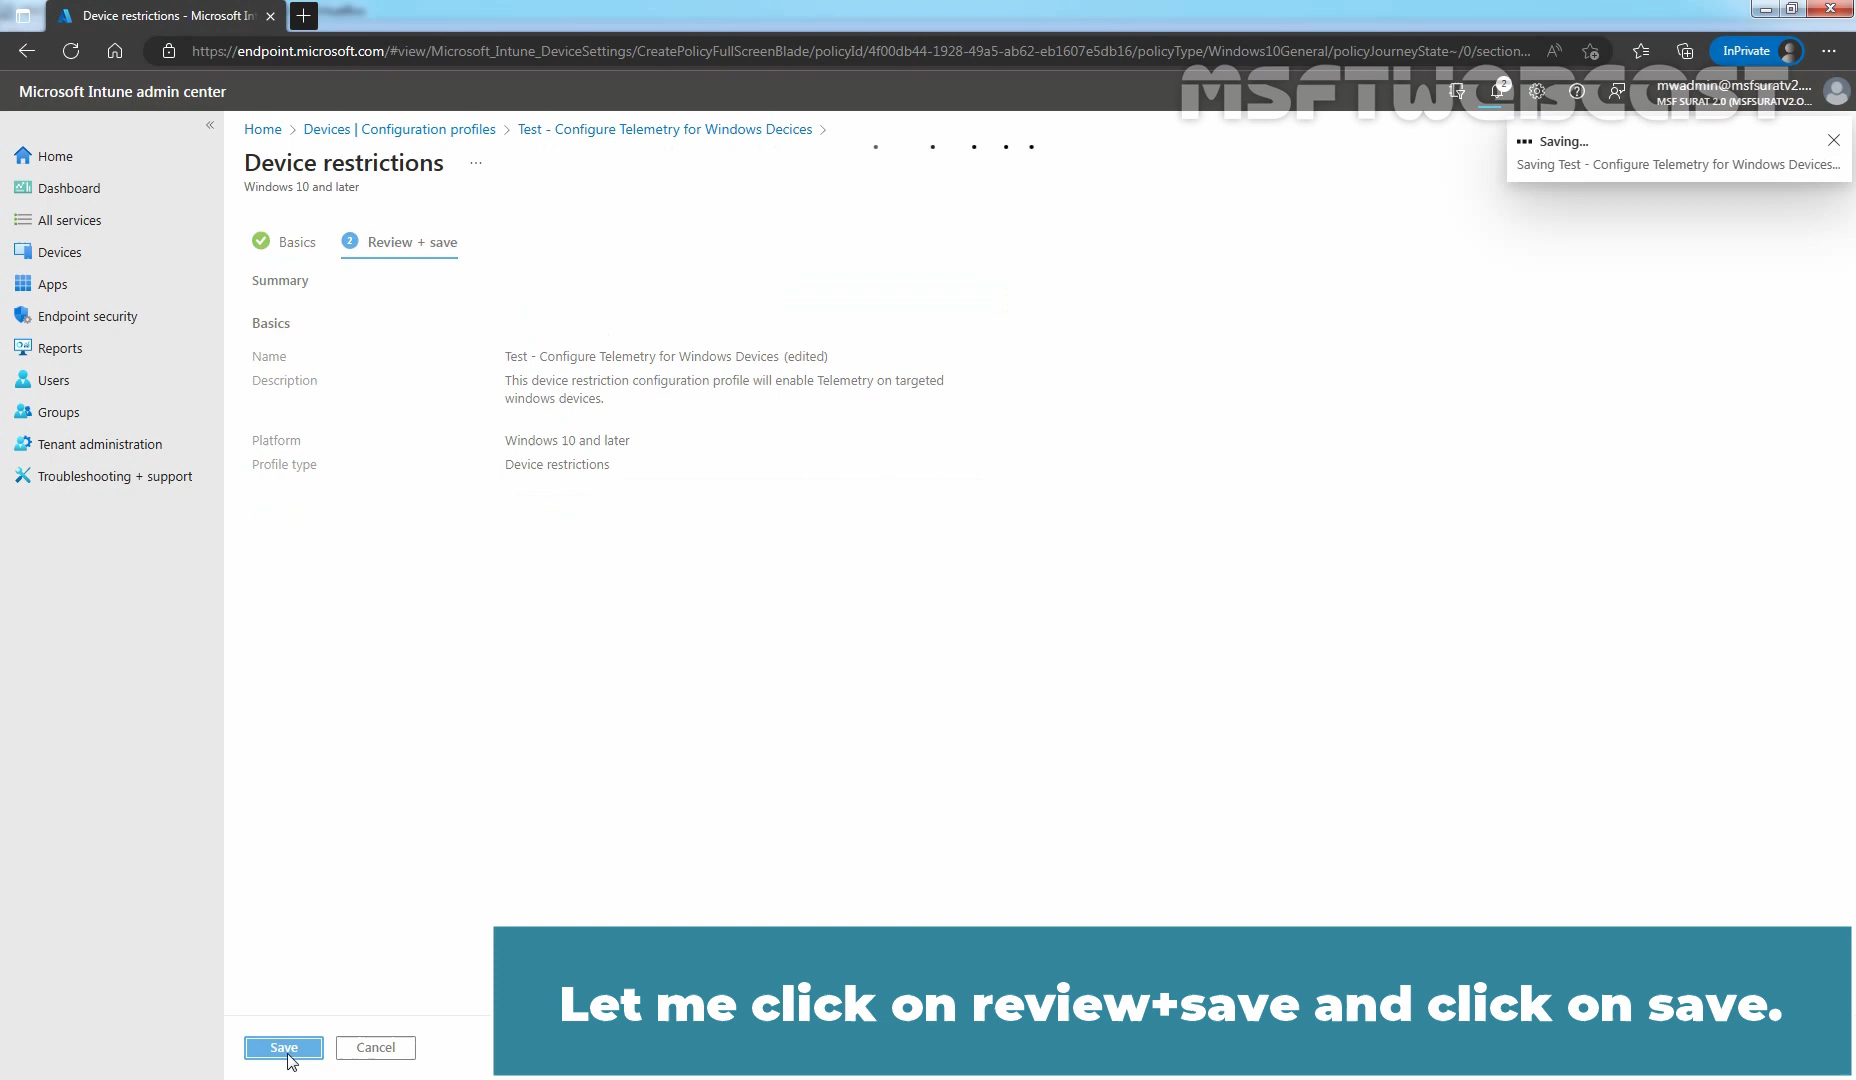 Device restrictions - Microsoft In
https://endpoint.microsoft.com/#view/Microsoft_Intune_DeviceSettings/CreatePolicyFullScreenBlade/policyId/4f00db44-1928-49a5-ab62-eb1607e5db16/policyType/Windows10General/policyJourneyState~/0/section...
InPrivate
MSFTWEBCAST
Microsoft Intune admin center
2
mwadmin@msfsuratv2....
MSF SURAT 2.0 (MSFSURATV2.O...
Home > Devices | Configuration profiles > Test - Configure Telemetry for Windows Decices >
Saving...
Saving Test - Configure Telemetry for Windows Devices...
Device restrictions ...
Windows 10 and later
Home
Dashboard
All services
Devices
Apps
Endpoint security
Reports
Users
Groups
Tenant administration
Troubleshooting + support
Basics
2 Review + save
Summary
Basics
Name Test - Configure Telemetry for Windows Devices (edited)
Description This device restriction configuration profile will enable Telemetry on targeted
windows devices.
Platform Windows 10 and later
Profile type Device restrictions
Save Cancel
Let me click on review+save and click on save.